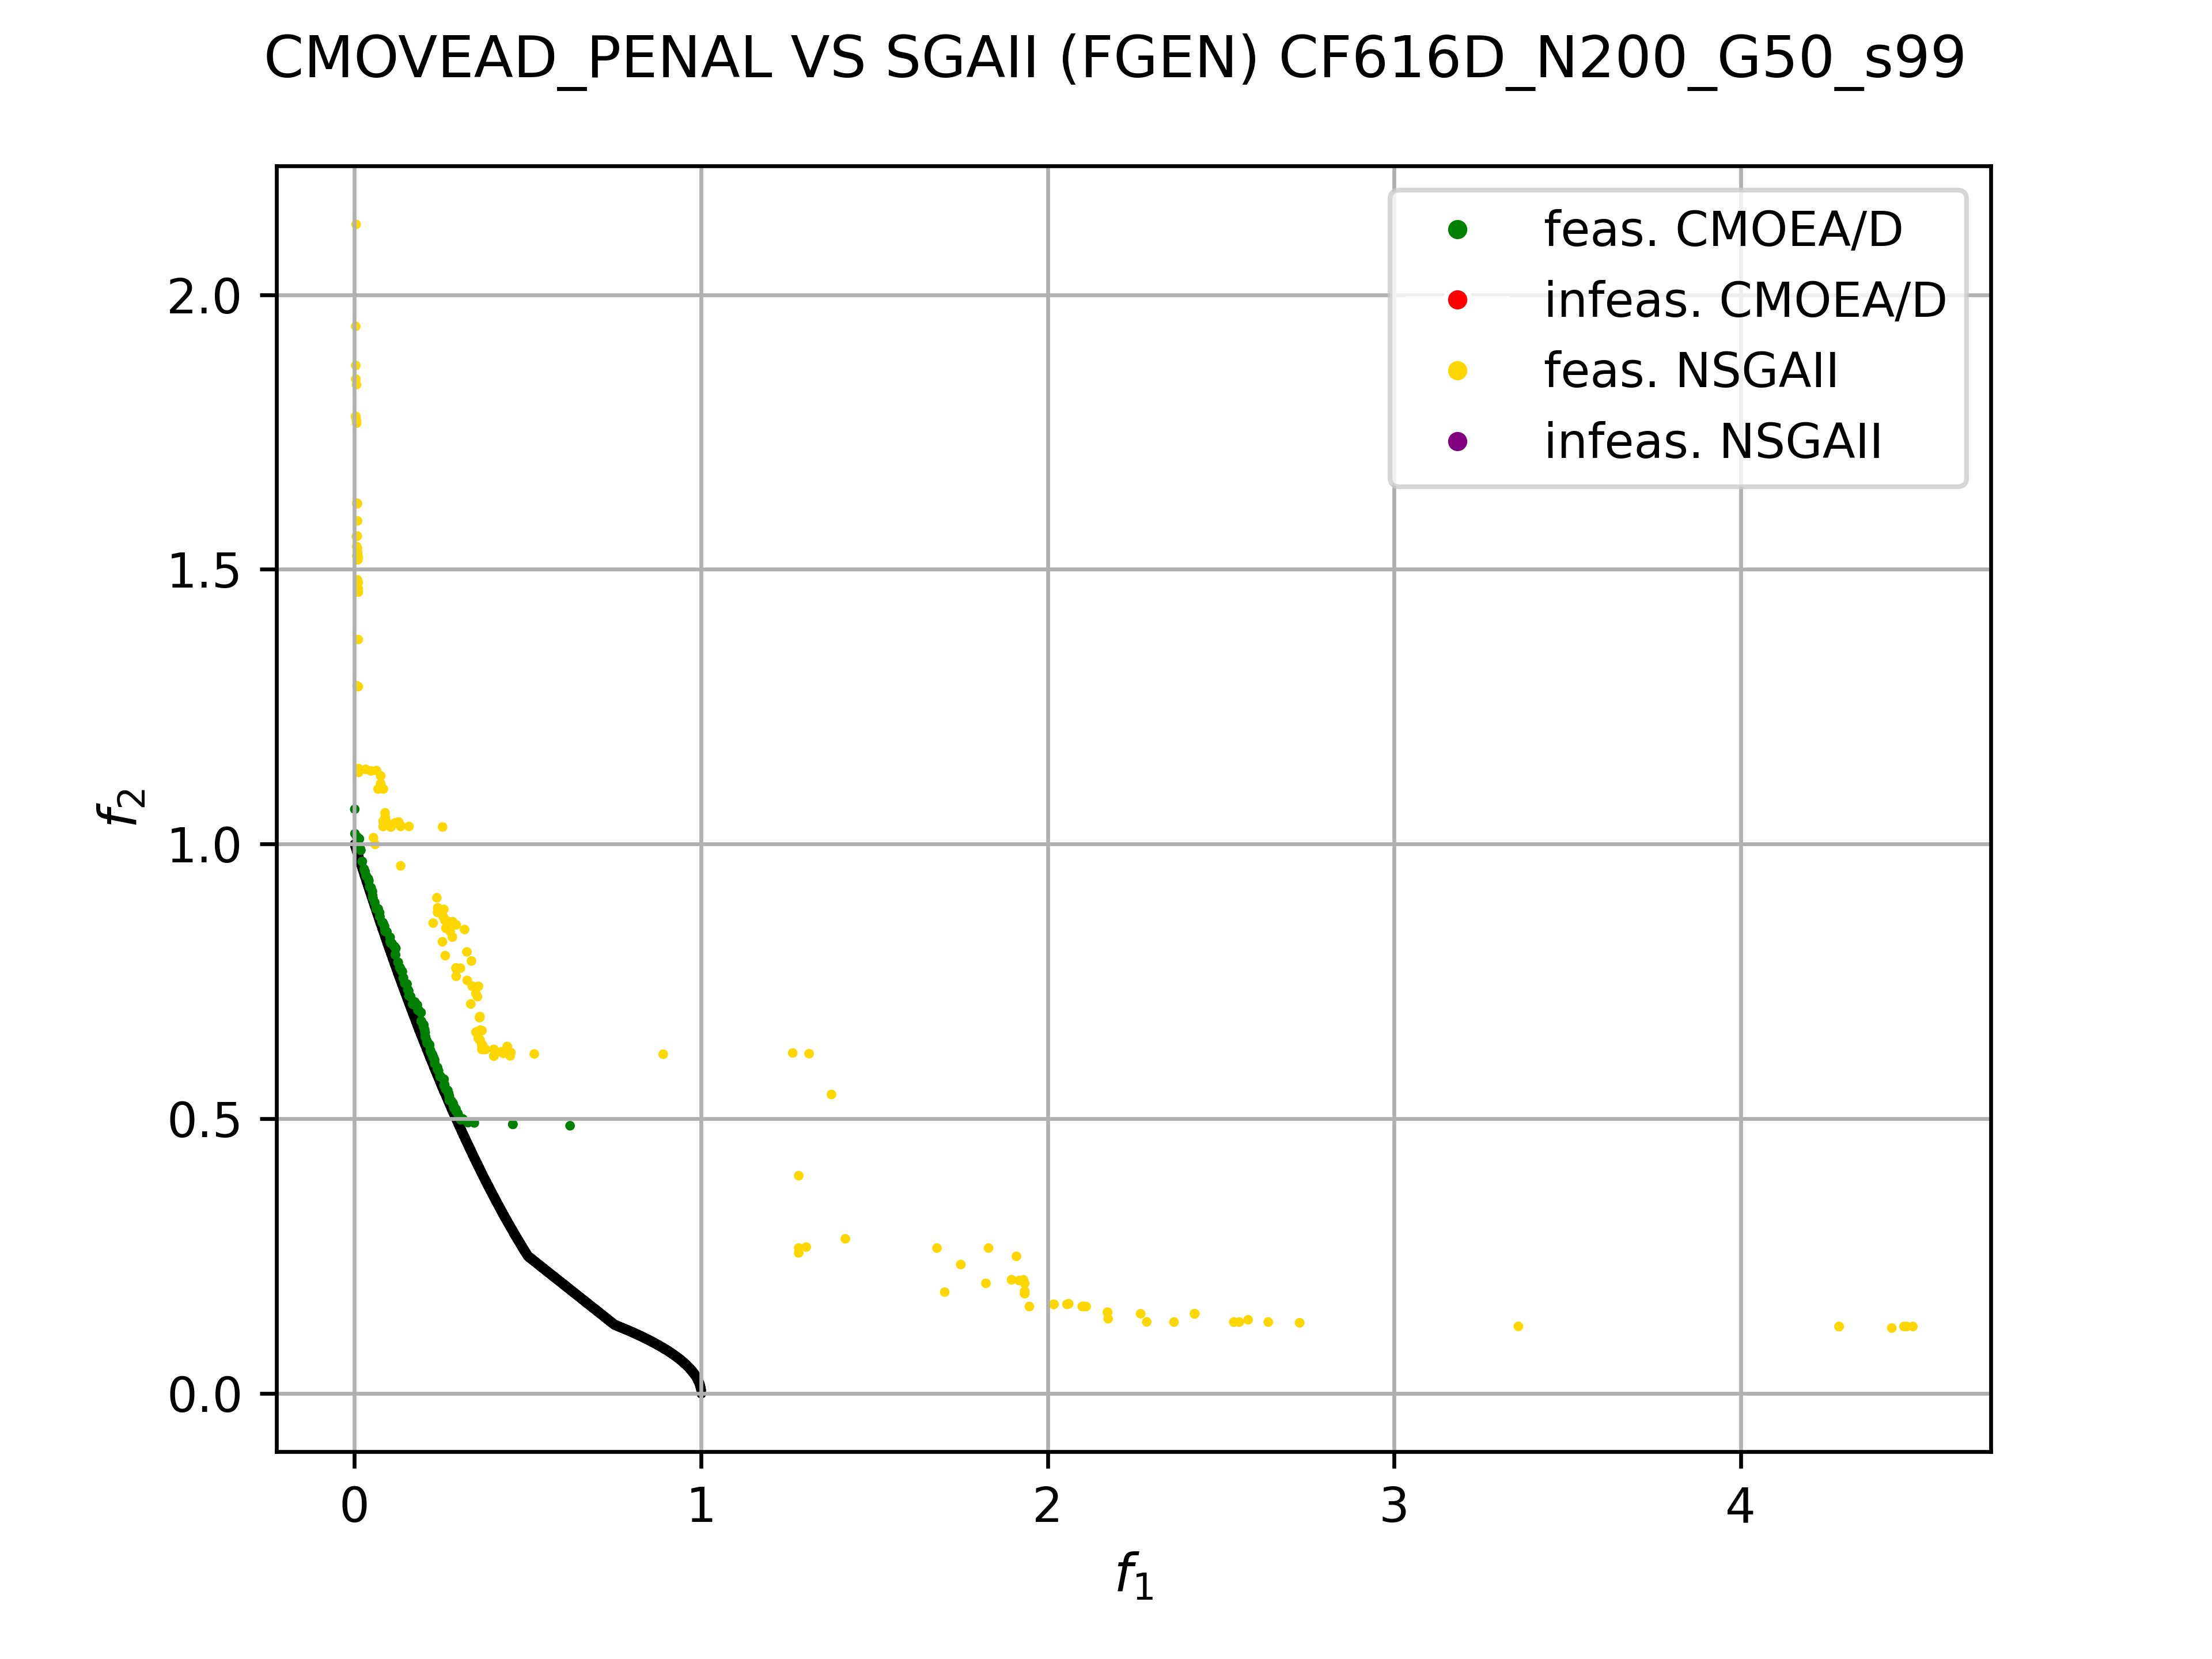 CMOVEAD_PENAL VS SGAII (FGEN) CF616D_N200_G50_s99
feas. CMOEA/D
infeas. CMOEA/D
feas. NSGAII
infeas. NSGAII
2.0
1.5
1.0
0.5
0.0
f2
0 1 2 3 4
f1